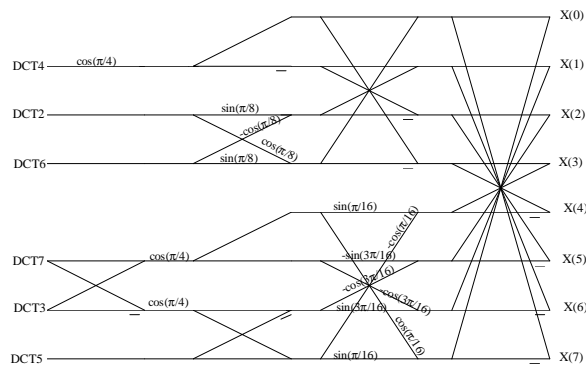 X(0)
DCT4 cos(π/4) X(1)
DCT2 sin(π/8) X(2)
-cos(π/8)
cos(π/8)
DCT6 sin(π/8) X(3)
sin(π/16) X(4)
-cos(π/16)
DCT7 cos(π/4) -sin(3π/16) X(5)
-cos(3π/16)
-cos(3π/16)
DCT3 cos(π/4) sin(3π/16) X(6)
cos(π/16)
DCT5 sin(π/16) X(7)